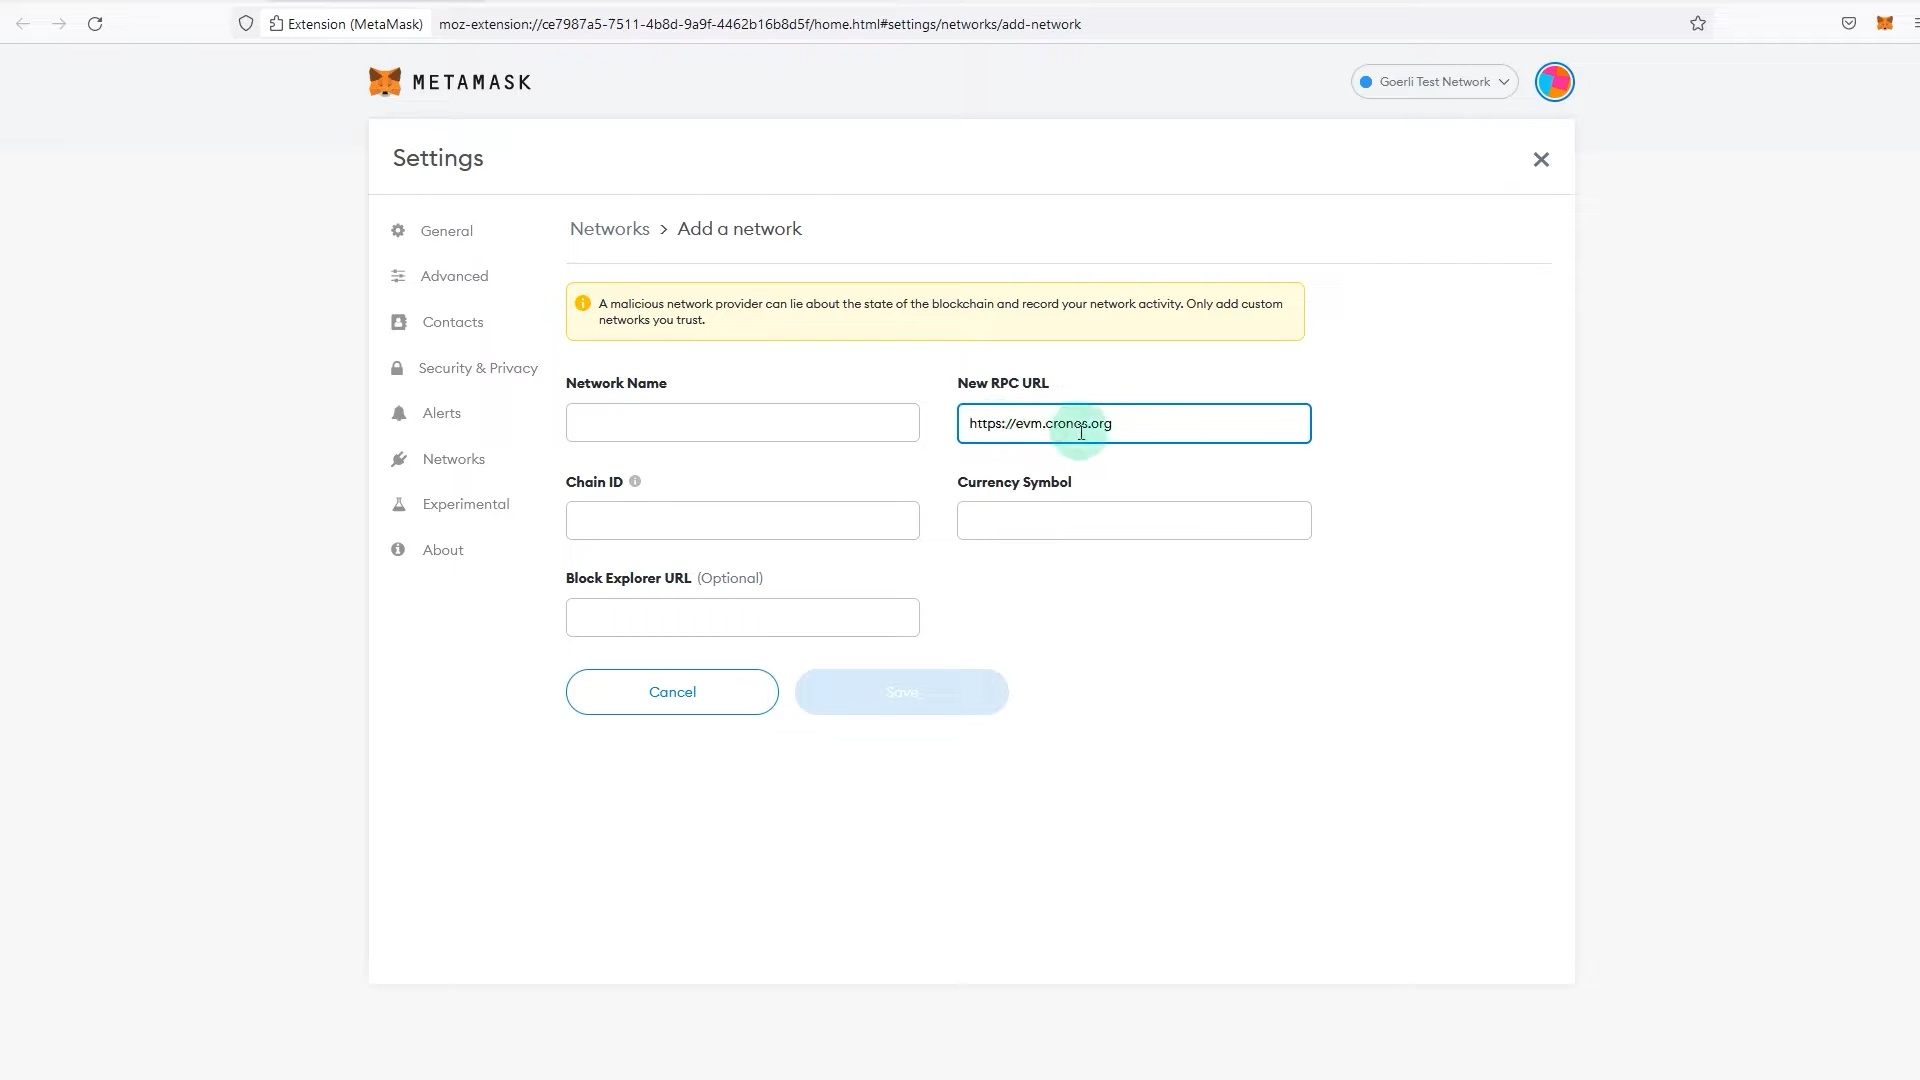 Extension (MetaMask) moz-extension://ce7987a5-7511-4b8d-9a9f-4462b16b8d5f/home.html#settings/networks/add-network
METAMASK
Goerli Test Network
Settings
General
Advanced
Contacts
Security & Privacy
Alerts
Networks
Experimental
About
Networks > Add a network
A malicious network provider can lie about the state of the blockchain and record your network activity. Only add custom
networks you trust.
Network Name
New RPC URL
https://evm.cronos.org
Chain ID
Currency Symbol
Block Explorer URL (Optional)
Cancel
Save